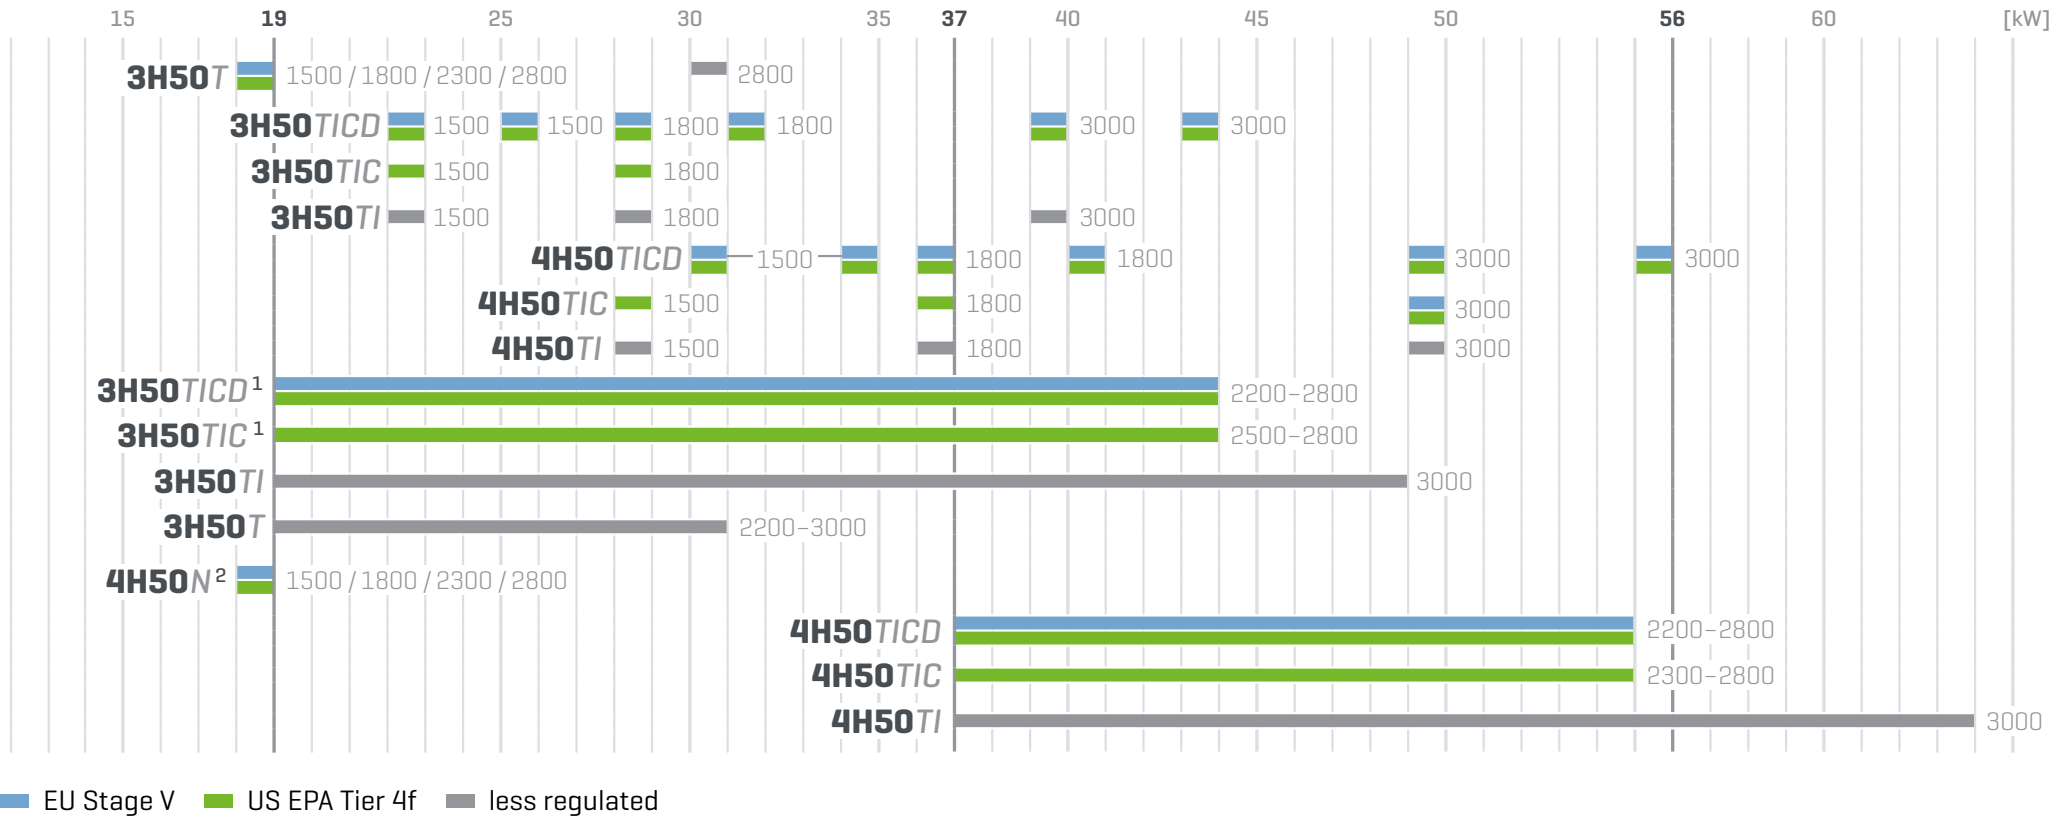 15 19 25 30 35 37 40 45 50 56 60 [kW]
3H50T 1500 / 1800 / 2300 / 2800 2800
3H50TICD 1500 1500 1800 1800 3000 3000
3H50TIC 1500 1800
3H50TI 1500 1800 3000
4H50TICD 1500 1800 1800 3000 3000
4H50TIC 1500 1800 3000
4H50TI 1500 1800 3000
3H50TICD¹ 2200–2800
3H50TIC¹ 2500–2800
3H50TI 3000
3H50T 2200–3000
4H50N² 1500 / 1800 / 2300 / 2800
4H50TICD 2200–2800
4H50TIC 2300–2800
4H50TI 3000
EU Stage V US EPA Tier 4f less regulated